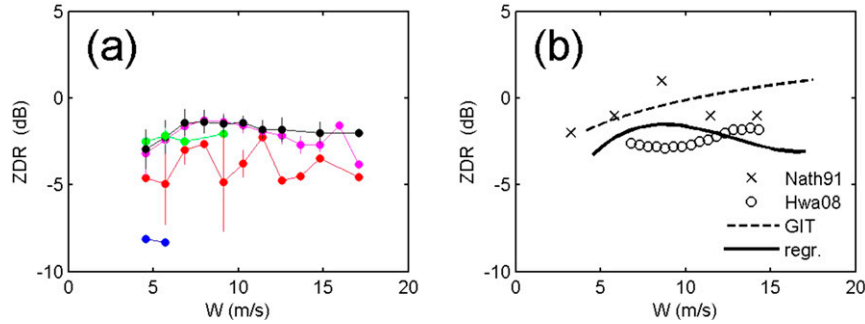 (a)
5
0
-5
-10
ZDR (dB)
0 5 10 15 20
W (m/s)
(b)
5
0
-5
-10
ZDR (dB)
0 5 10 15 20
W (m/s)
Nath91
Hwa08
GIT
regr.